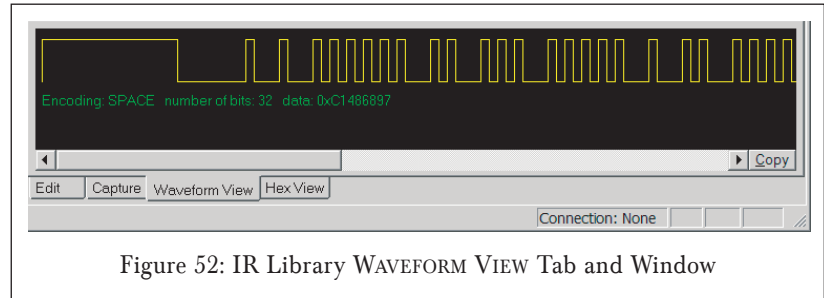 Encoding: SPACE number of bits: 32 data: 0xC1486897
Copy
Edit Capture Waveform View Hex View
Connection: None
Figure 52: IR Library WAVEFORM VIEW Tab and Window